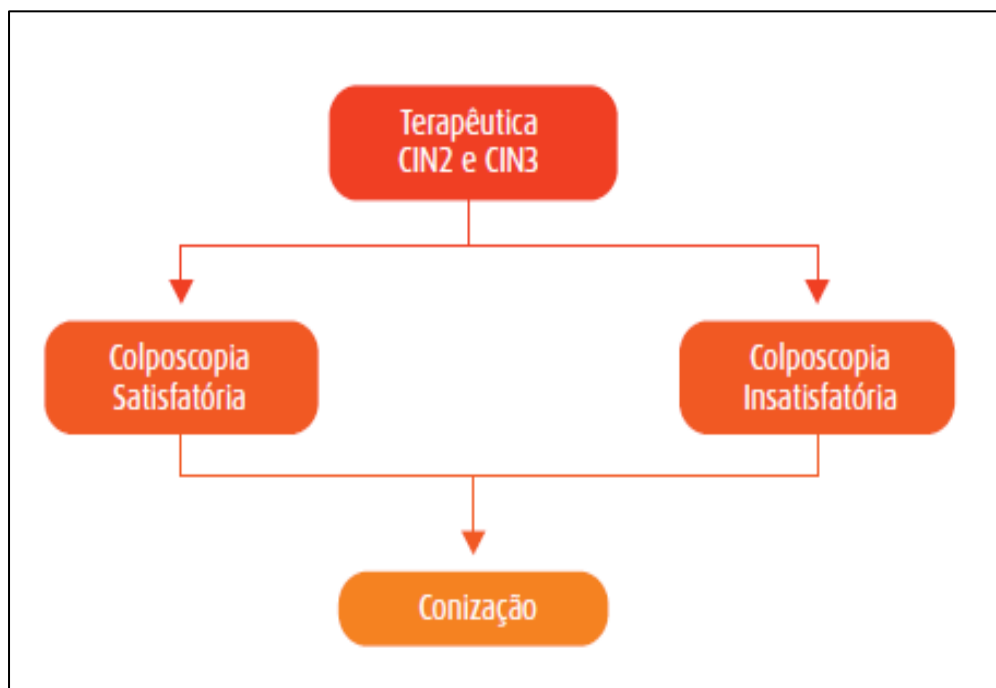 Terapêutica
CIN2 e CIN3
Colposcopia
Satisfatória
Colposcopia
Insatisfatória
Conização